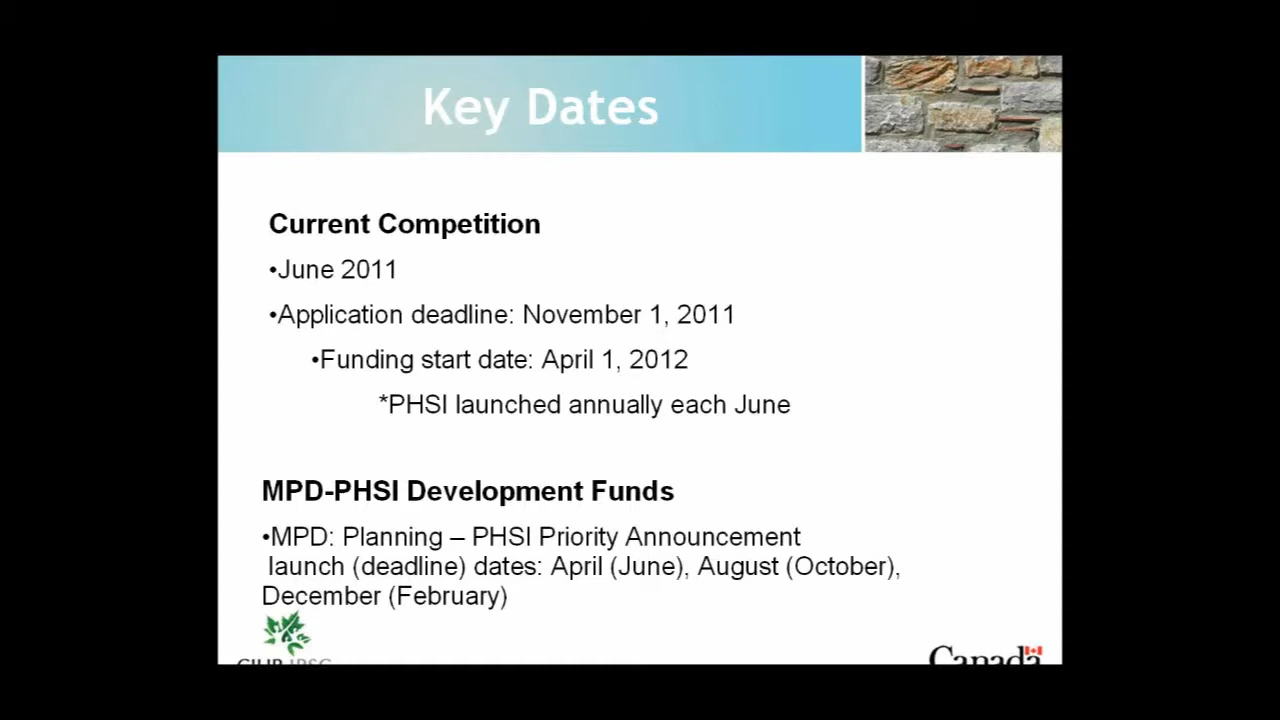 Key Dates
Current Competition
•June 2011
•Application deadline: November 1, 2011
•Funding start date: April 1, 2012
*PHSI launched annually each June
MPD-PHSI Development Funds
•MPD: Planning – PHSI Priority Announcement
launch (deadline) dates: April (June), August (October),
December (February)
Canada